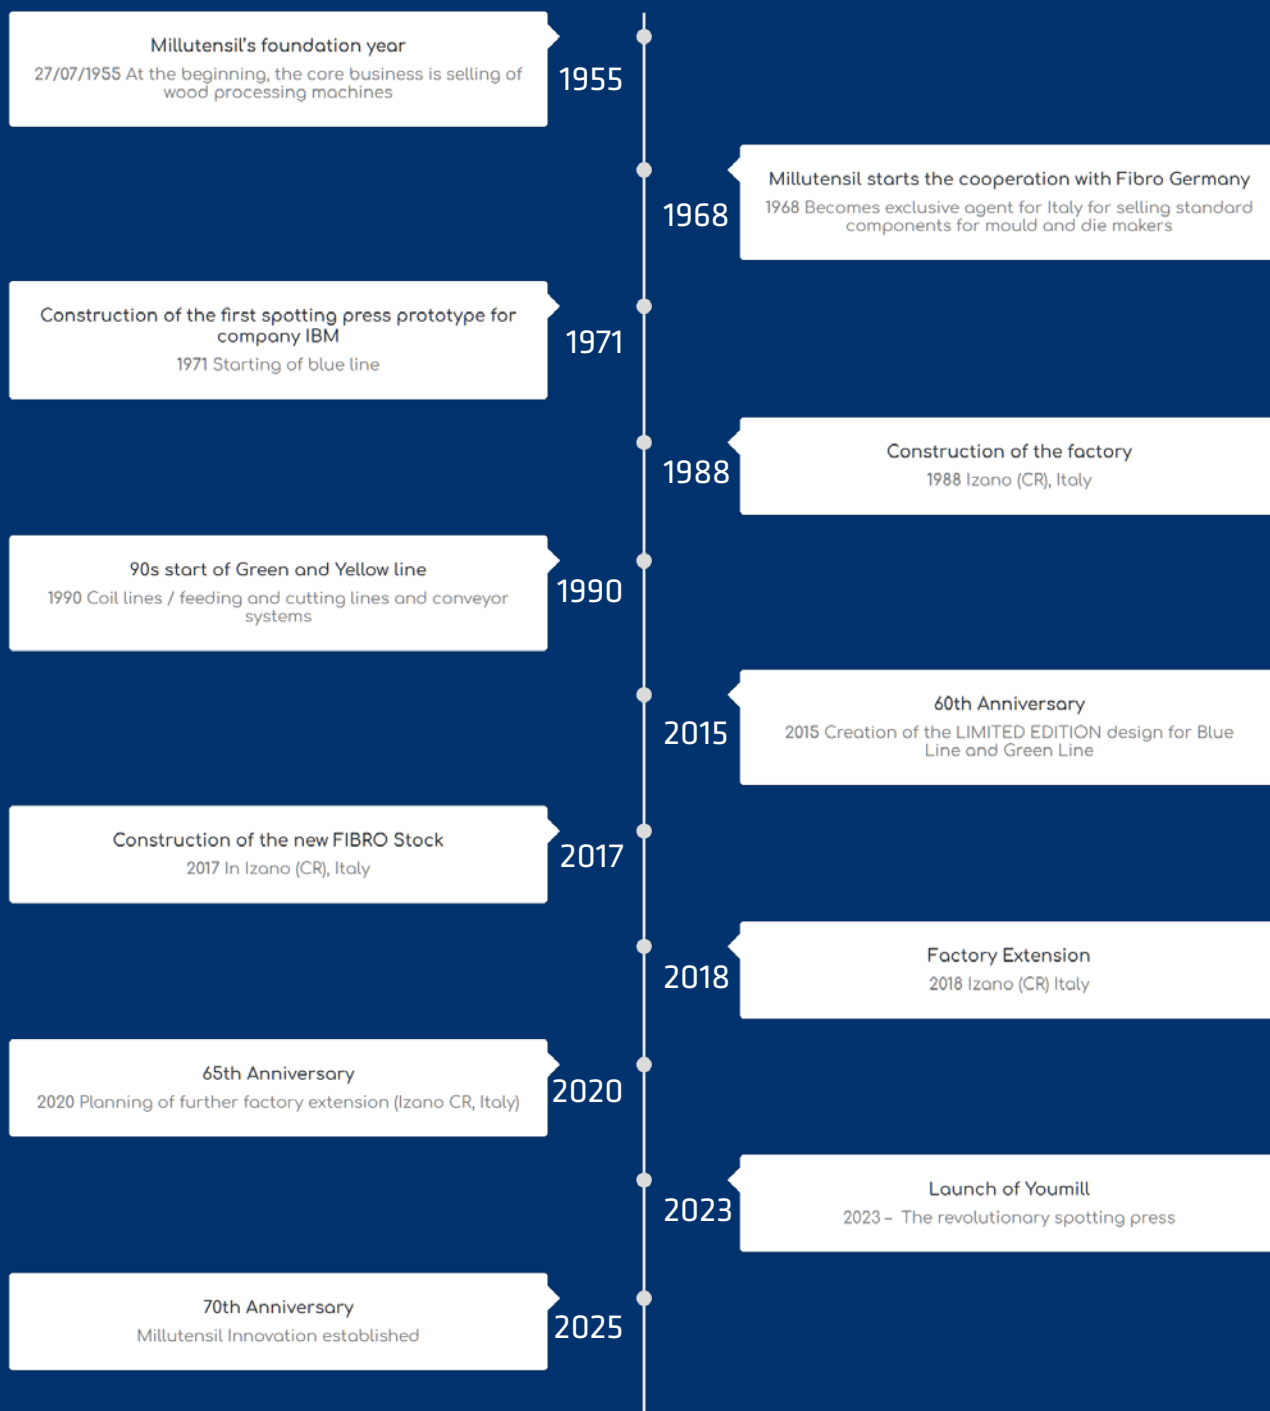 Millutensil's foundation year
27/07/1955 At the beginning, the core business is selling of
wood processing machines
1955
Millutensil starts the cooperation with Fibro Germany
1968 Becomes exclusive agent for Italy for selling standard
components for mould and die makers
1968
Construction of the first spotting press prototype for
company IBM
1971 Starting of blue line
1971
Construction of the factory
1988 Izano (CR), Italy
1988
90s start of Green and Yellow line
1990 Coil lines / feeding and cutting lines and conveyor
systems
1990
60th Anniversary
2015 Creation of the LIMITED EDITION design for Blue
Line and Green Line
2015
Construction of the new FIBRO Stock
2017 In Izano (CR), Italy
2017
Factory Extension
2018 Izano (CR) Italy
2018
65th Anniversary
2020 Planning of further factory extension (Izano CR, Italy)
2020
Launch of Youmill
2023 – The revolutionary spotting press
2023
70th Anniversary
Millutensil Innovation established
2025